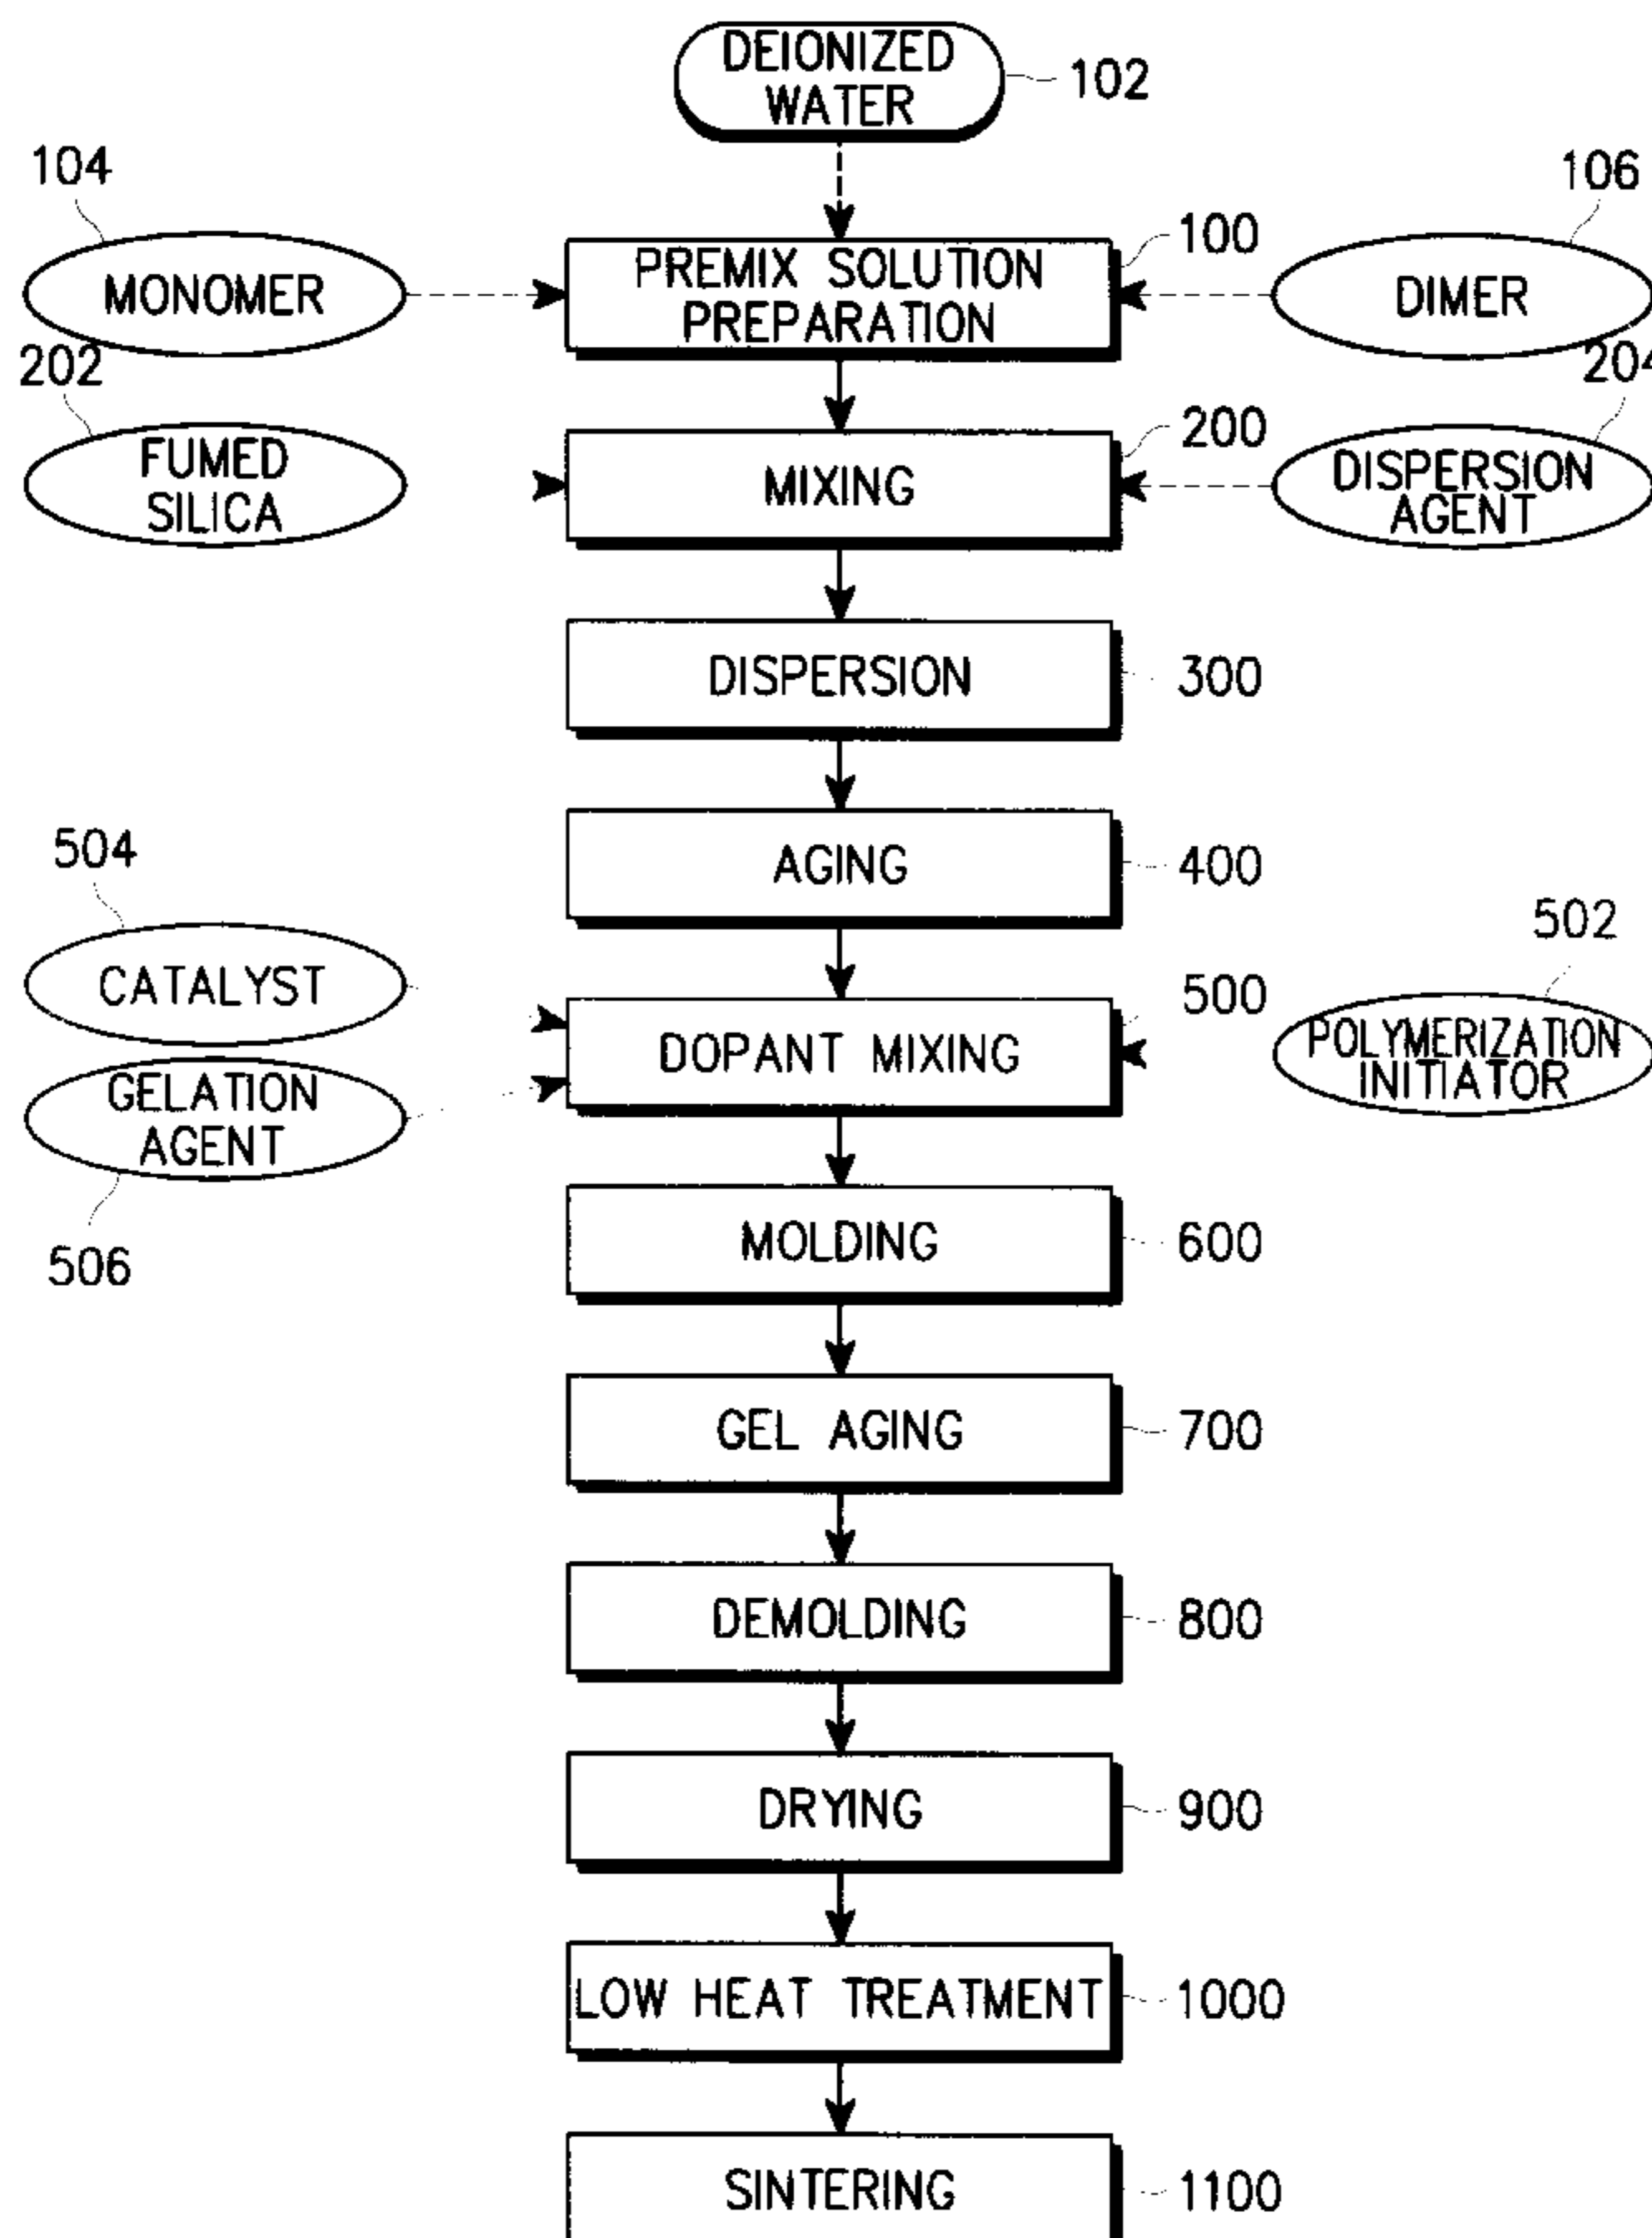 DEIONIZED
WATER
102
104
106
MONOMER
PREMIX SOLUTION
PREPARATION
100
DIMER
202
204
FUMED
SILICA
MIXING
200
DISPERSION
AGENT
DISPERSION
300
AGING
400
504
502
CATALYST
DOPANT MIXING
500
POLYMERIZATION
INITIATOR
GELATION
AGENT
506
MOLDING
600
GEL AGING
700
DEMOLDING
800
DRYING
900
LOW HEAT TREATMENT
1000
SINTERING
1100